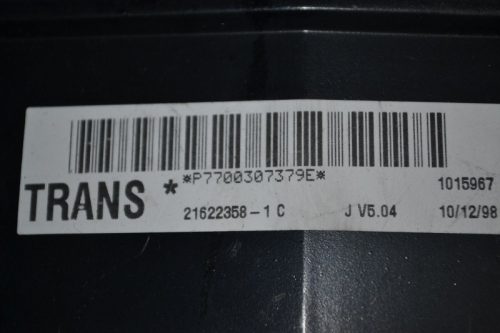 *P7700307379E*
1015967
TRANS *
21622358-1 C J V5.04 10/12/98